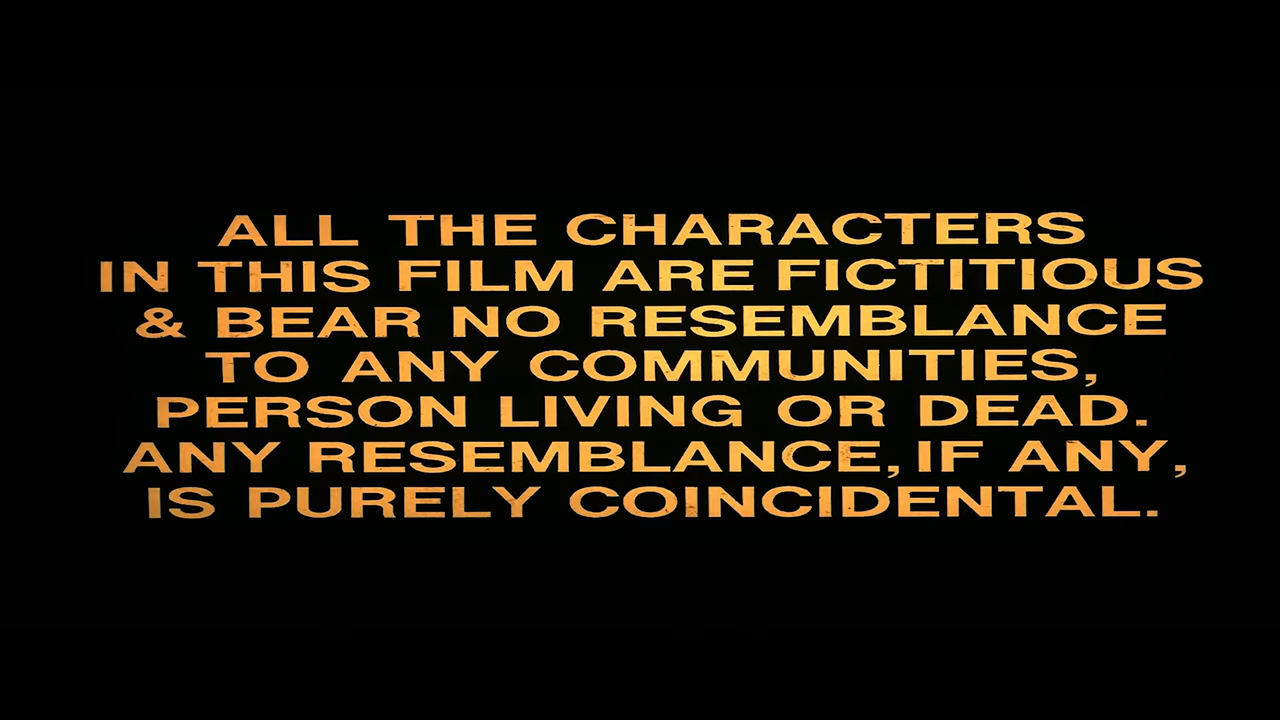 ALL THE CHARACTERS
IN THIS FILM ARE FICTITIOUS
& BEAR NO RESEMBLANCE
TO ANY COMMUNITIES,
PERSON LIVING OR DEAD.
ANY RESEMBLANCE, IF ANY,
IS PURELY COINCIDENTAL.